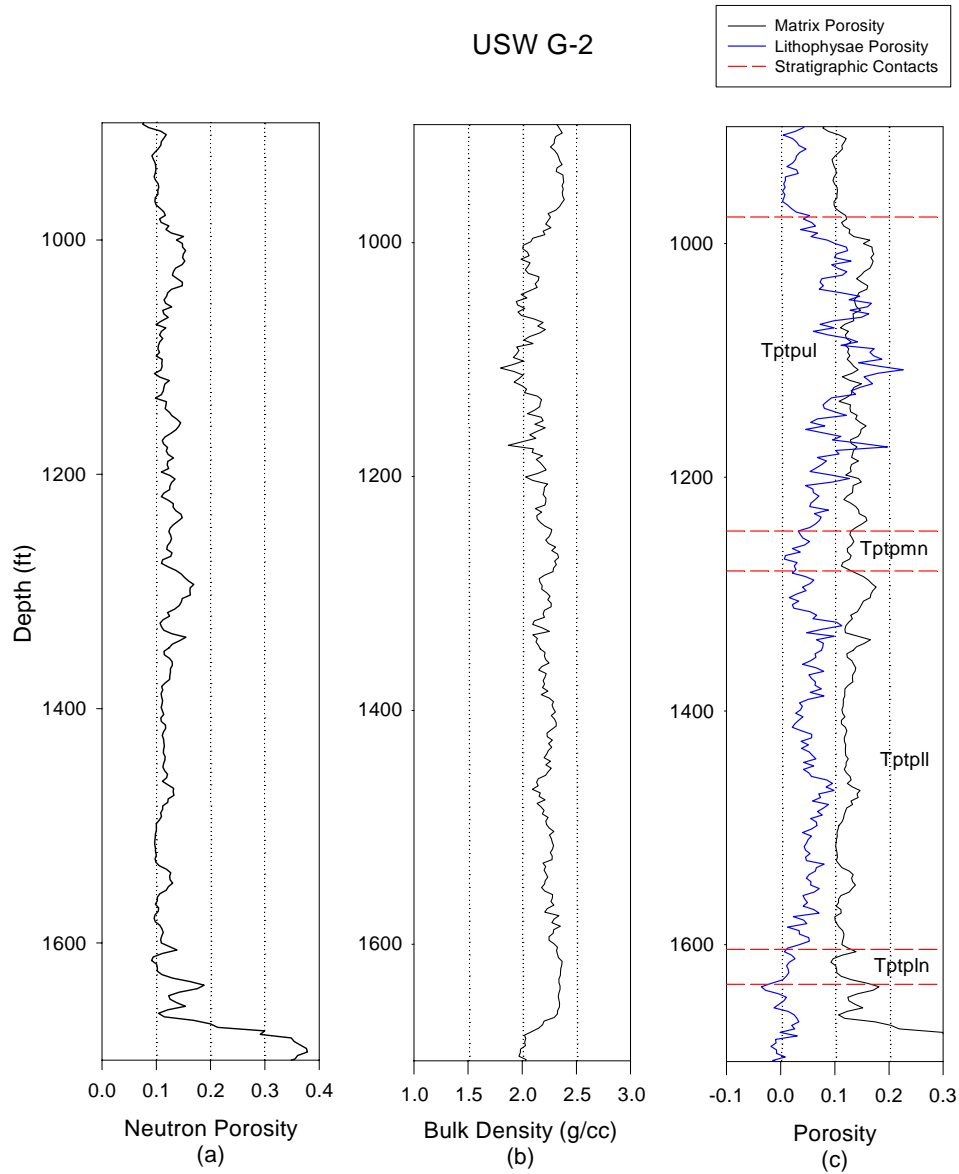 USW G-2
Matrix Porosity
Lithophysae Porosity
Stratigraphic Contacts
Depth (ft)
1000
1200
1400
1600
0.0 0.1 0.2 0.3 0.4
Neutron Porosity
(a)
1000
1200
1400
1600
1.0 1.5 2.0 2.5 3.0
Bulk Density (g/cc)
(b)
1000
1200
1400
1600
Tptpul
Tptpmn
Tptpll
Tptpln
-0.1 0.0 0.1 0.2 0.3
Porosity
(c)